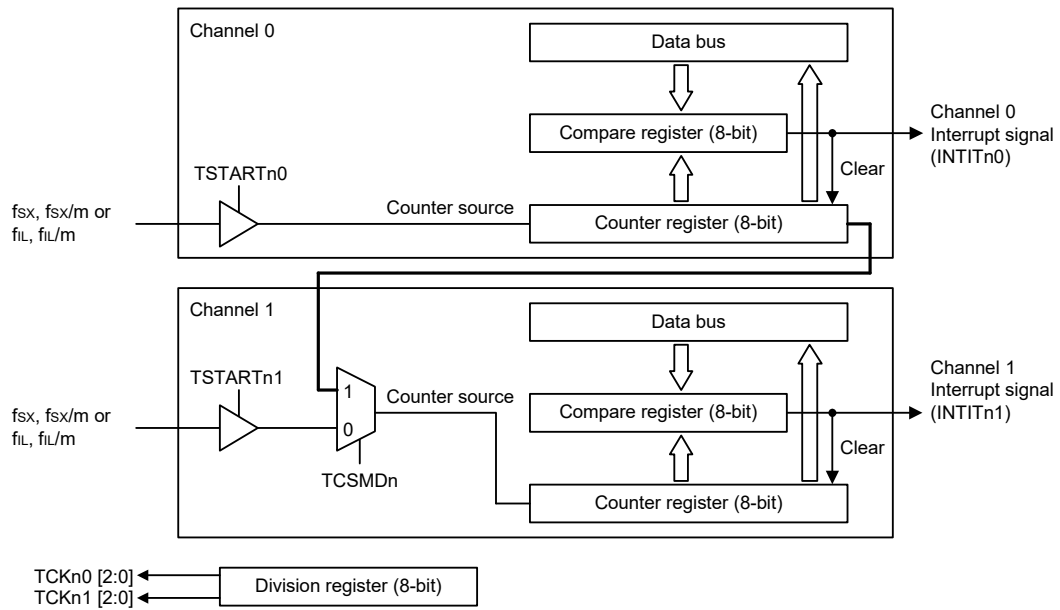 Channel 0
Data bus
Compare register (8-bit)
Channel 0
Interrupt signal
(INTITn0)
Clear
TSTARTn0
fSX, fSX/m or
fIL, fIL/m
Counter source
Counter register (8-bit)
Channel 1
Data bus
Channel 1
Interrupt signal
(INTITn1)
TSTARTn1
1
Counter source
Compare register (8-bit)
fSX, fSX/m or
fIL, fIL/m
0
Clear
TCSMDn
Counter register (8-bit)
TCKn0 [2:0]
TCKn1 [2:0]
Division register (8-bit)